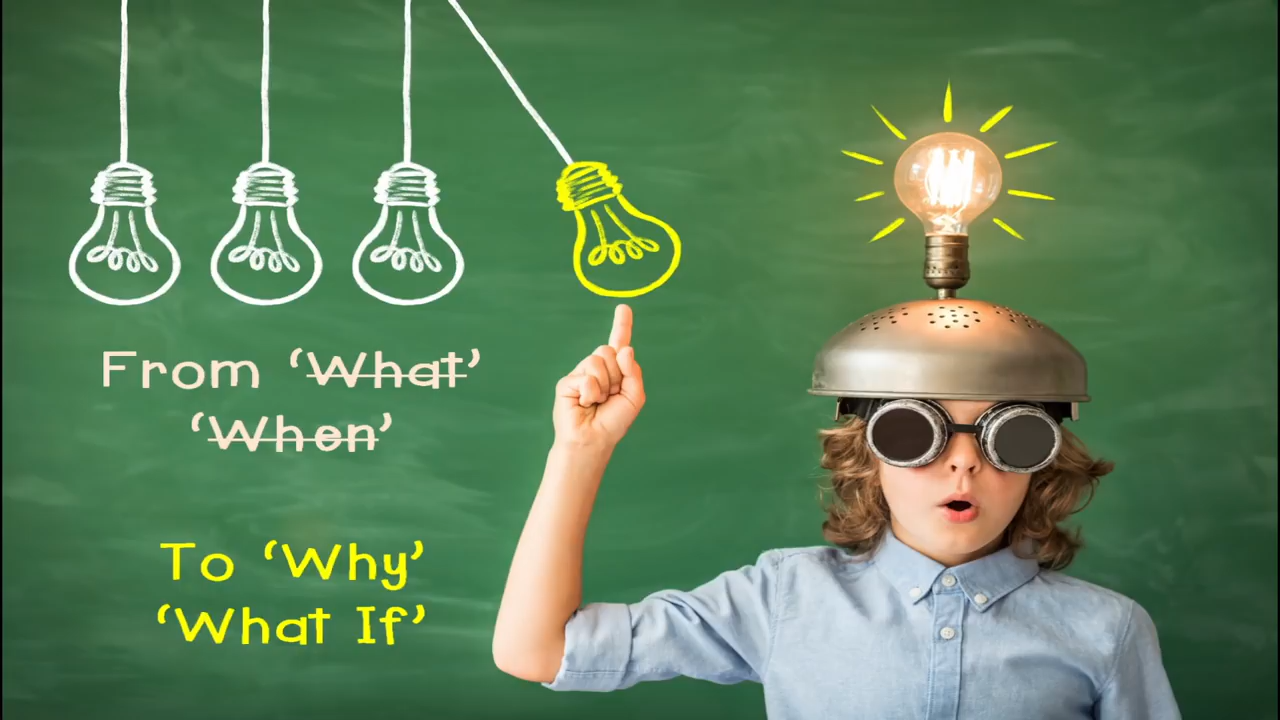 From ‘What’
‘When’
To ‘Why’
‘What If’